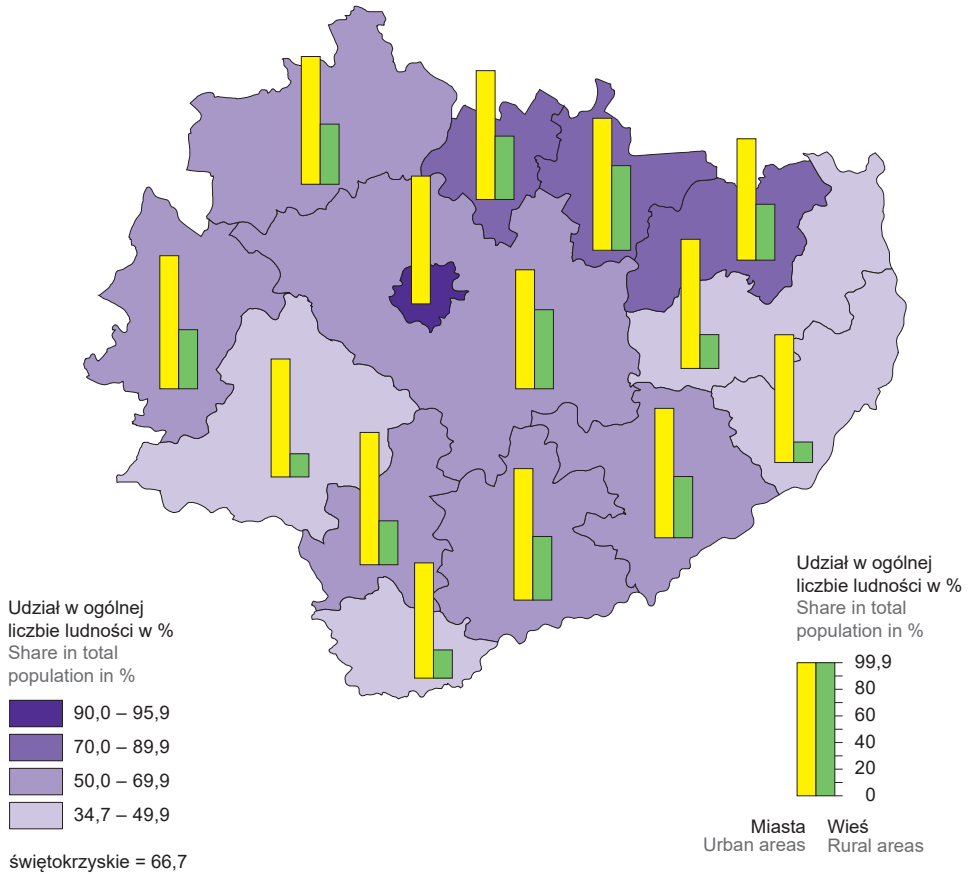 Udział w ogólnej
liczbie ludności w %
Share in total
population in %
90,0 – 95,9
70,0 – 89,9
50,0 – 69,9
34,7 – 49,9
świętokrzyskie = 66,7
Udział w ogólnej
liczbie ludności w %
Share in total
population in %
99,9
80
60
40
20
0
Miasta Wieś
Urban areas Rural areas